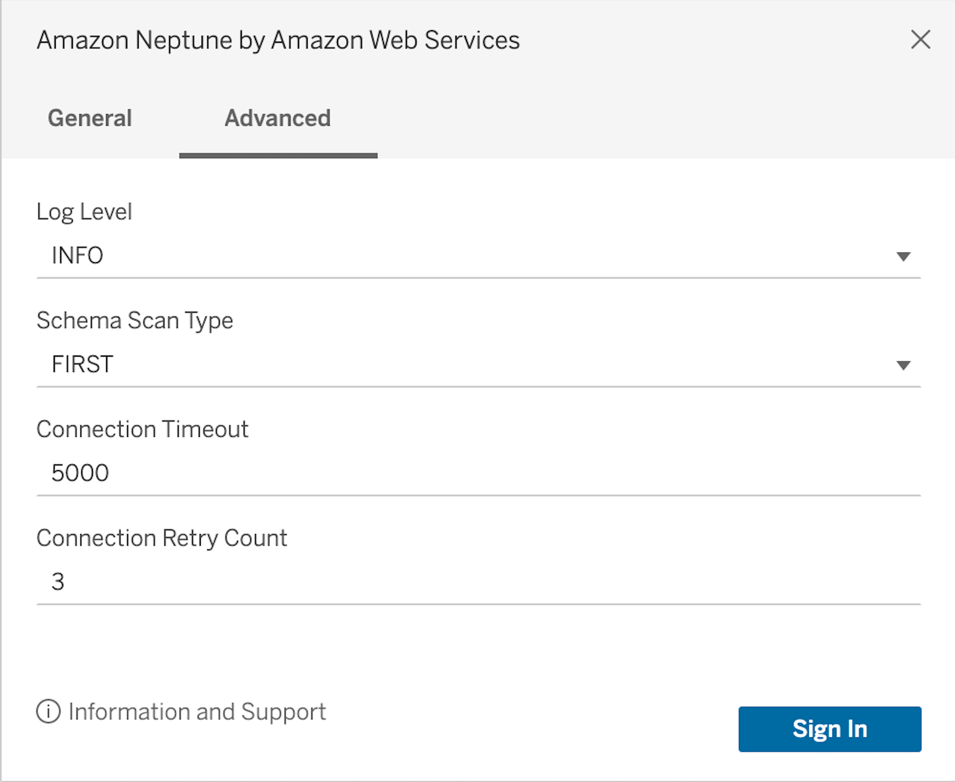 Amazon Neptune by Amazon Web Services
General Advanced
Log Level
INFO
Schema Scan Type
FIRST
Connection Timeout
5000
Connection Retry Count
3
Information and Support
Sign In